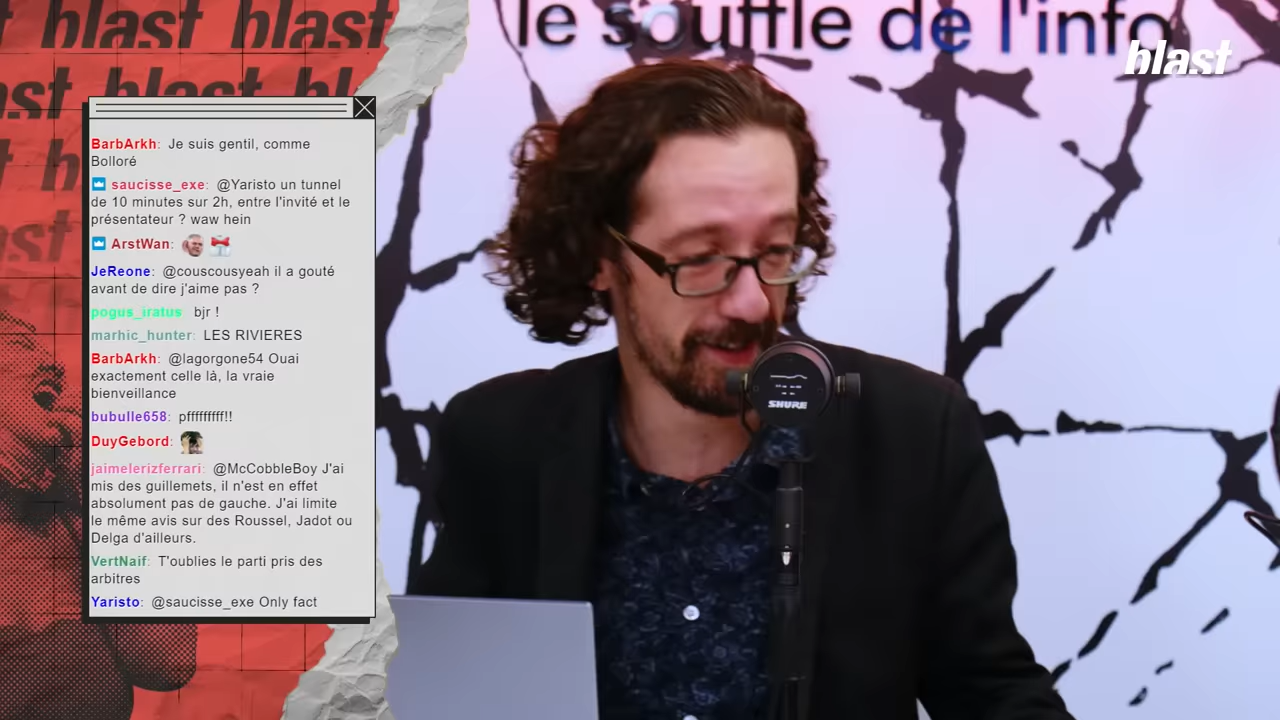 blast blast
blast blast bl
le souffle de l'info
blast
BarbArkh: Je suis gentil, comme
Bolloré
saucisse_exe: @Yaristo un tunnel
de 10 minutes sur 2h, entre l'invité et le
présentateur ? waw hein
ArstWan:
JeReone: @couscousyeah il a gouté
avant de dire j'aime pas ?
pogus_iratus bjr !
marhic_hunter: LES RIVIERES
BarbArkh: @lagorgone54 Ouai
exactement celle là, la vraie
bienveillance
bubulle658: pfffffffff!!
DuyGebord:
jaimelerizferrari: @McCobbleBoy J'ai
mis des guillemets, il n'est en effet
absolument pas de gauche. J'ai limite
le même avis sur des Roussel, Jadot ou
Delga d'ailleurs.
VertNaif: T'oublies le parti pris des
arbitres
Yaristo: @saucisse_exe Only fact
SHURE